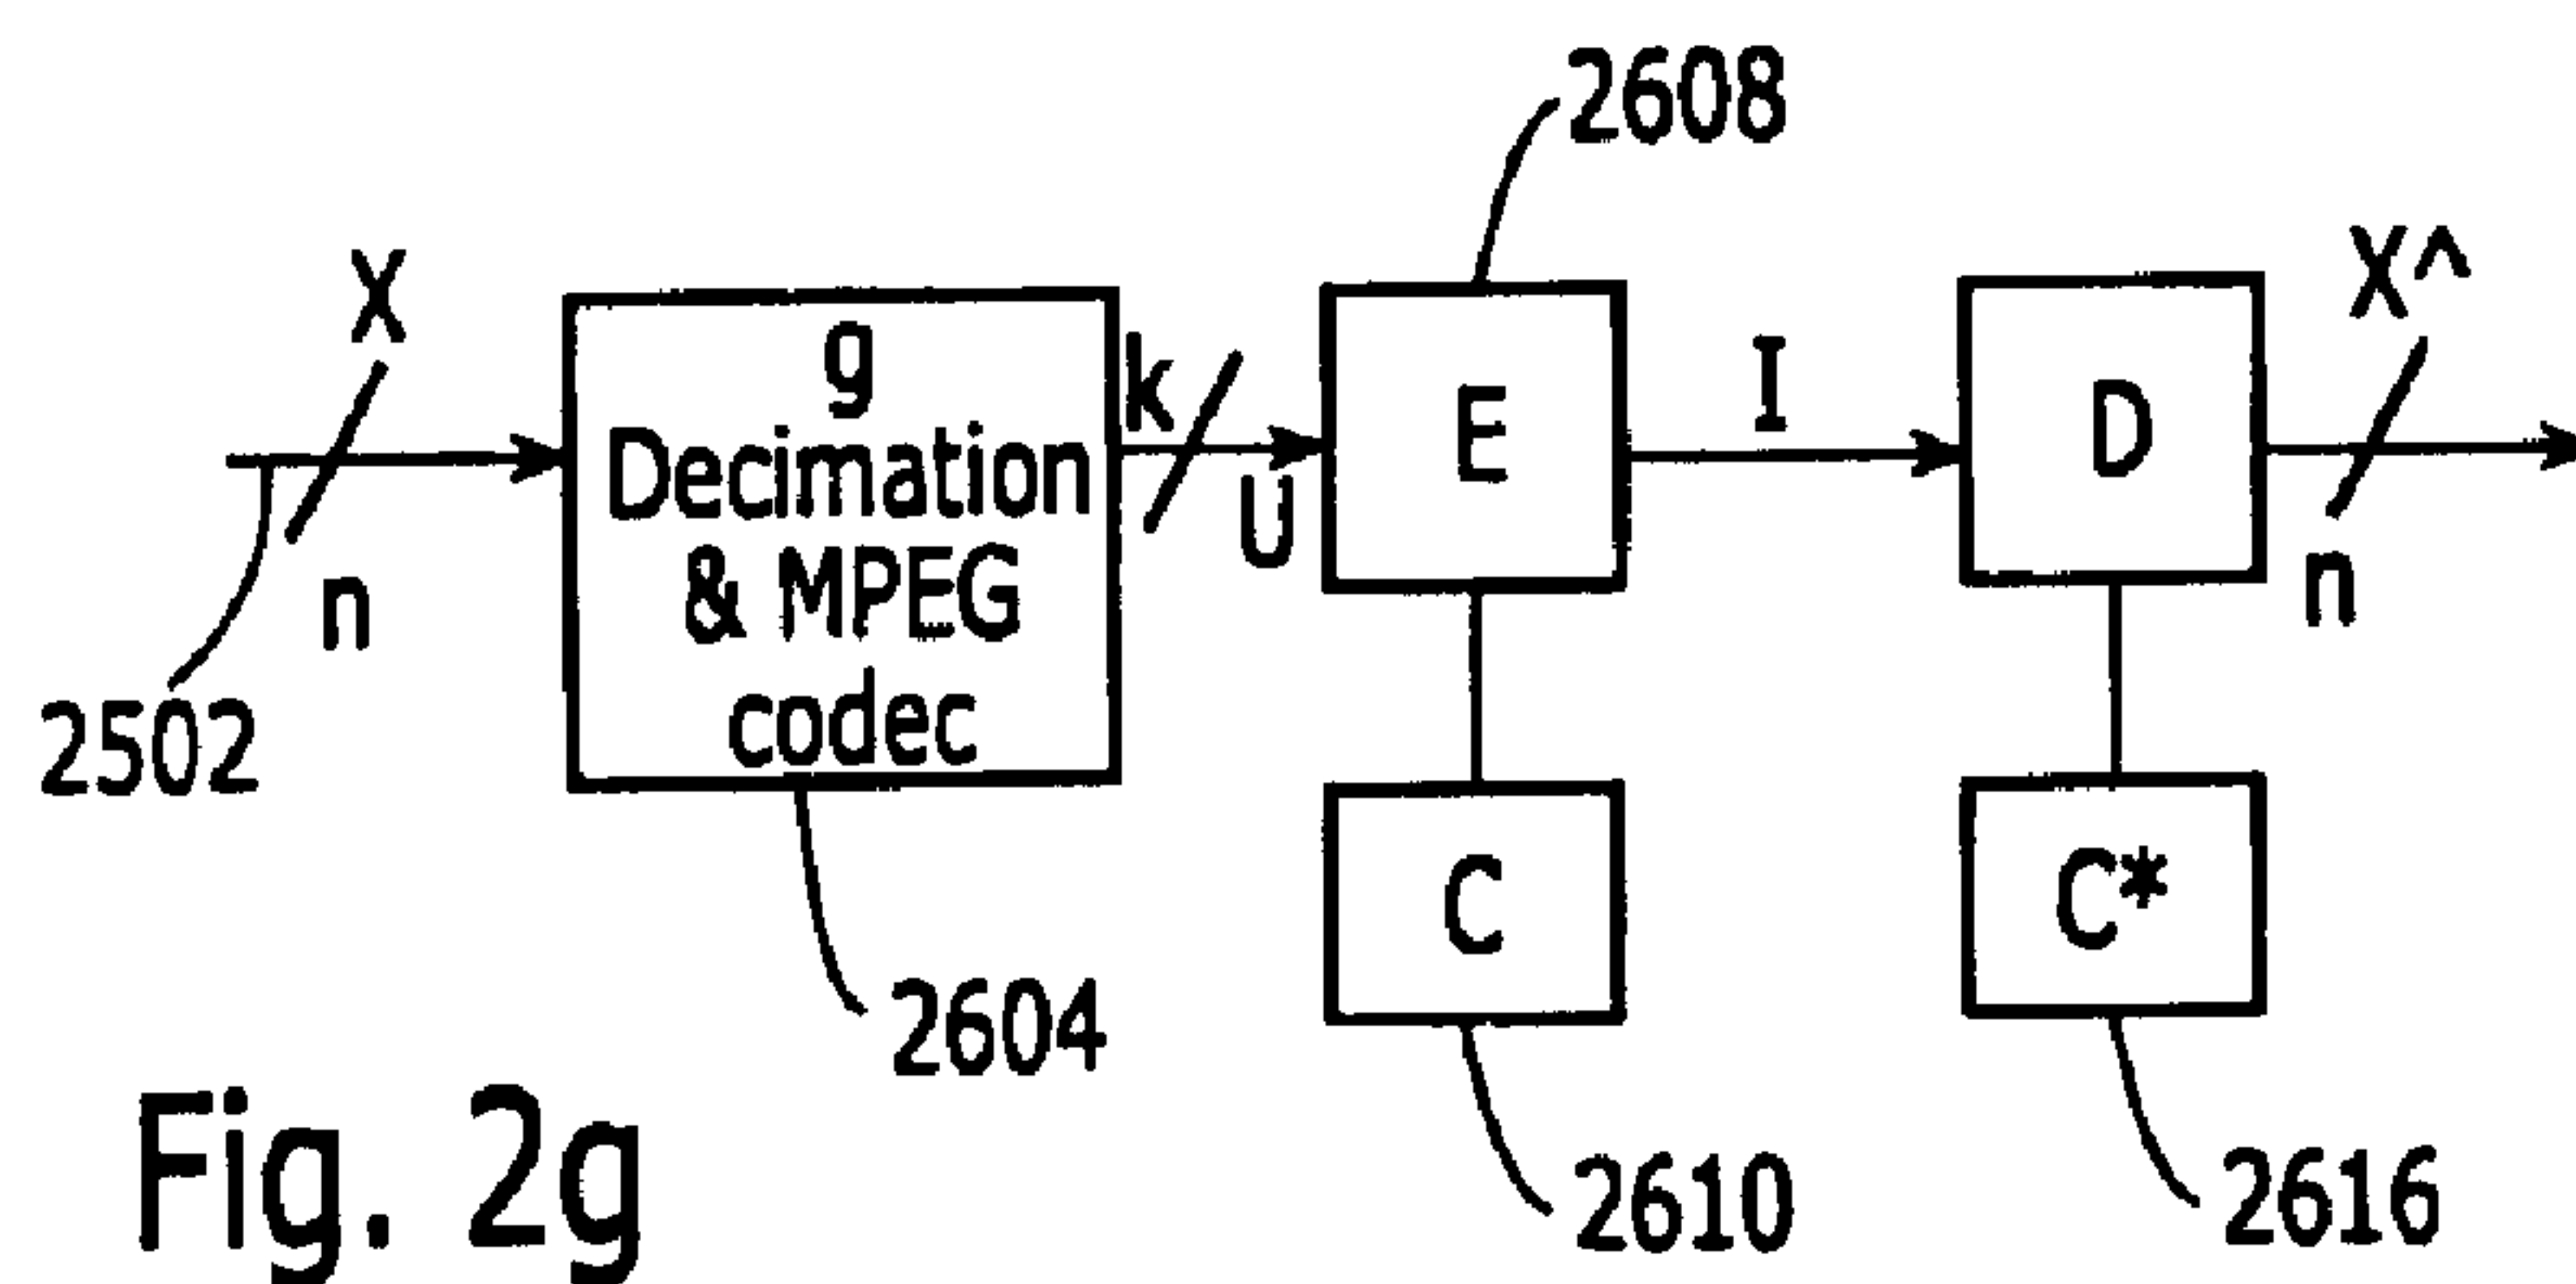 2608
X
n
2502
g
Decimation
& MPEG
codec
2604
k
U
E
I
D
X^
n
C
2610
C*
2616
Fig. 2g